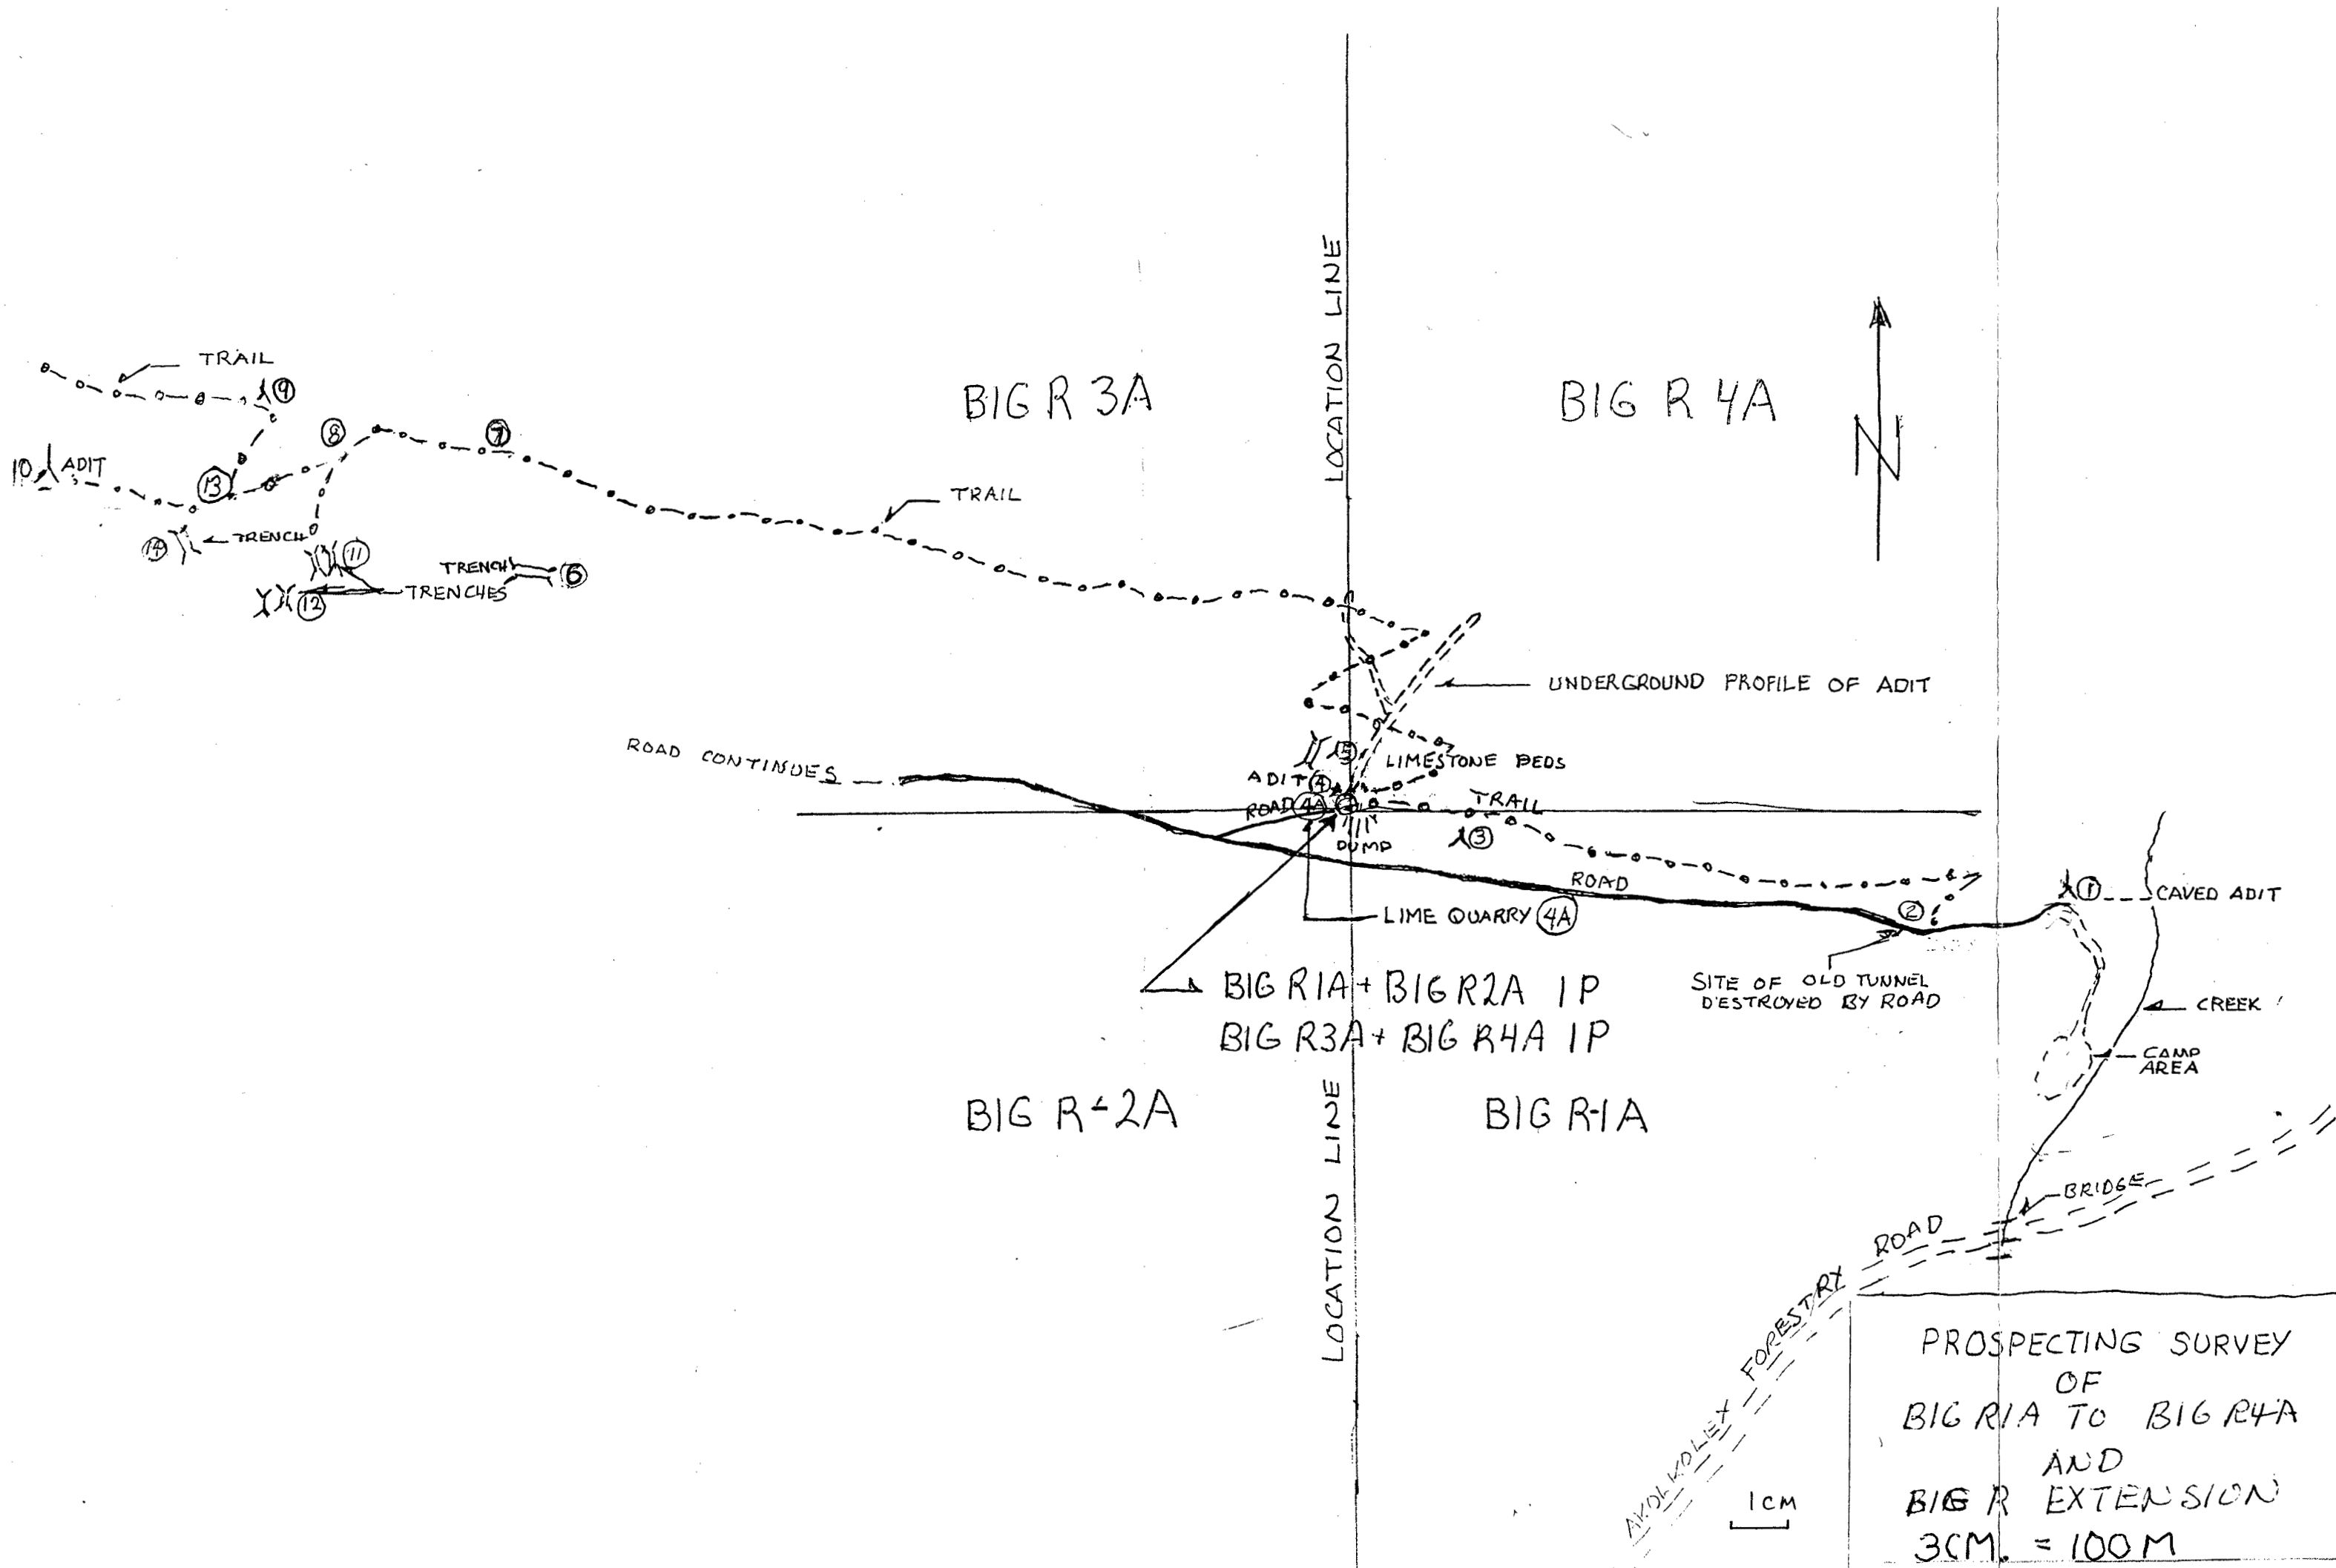 TRAIL
9
8
7
10
ADIT
13
14
TRENCH
11
TRENCH
6
TRENCHES
12
TRAIL
BIG R 3A
LOCATION LINE
BIG R 4A
N
UNDERGROUND PROFILE OF ADIT
ROAD CONTINUES
5
LIMESTONE BEDS
ADIT 4
ROAD 4A
TRAIL
3
DUMP
ROAD
LIME QUARRY 4A
2
1
CAVED ADIT
SITE OF OLD TUNNEL
DESTROYED BY ROAD
CREEK
CAMP
AREA
BIG R1A + BIG R2A 1P
BIG R3A + BIG R4A 1P
BIG R-2A
LOCATION LINE
BIG R-1A
BRIDGE
AKOLKOLEX FORESTRY ROAD
1CM
PROSPECTING SURVEY
OF
BIG R1A TO BIG R4A
AND
BIG R EXTENSION
3CM. = 100M